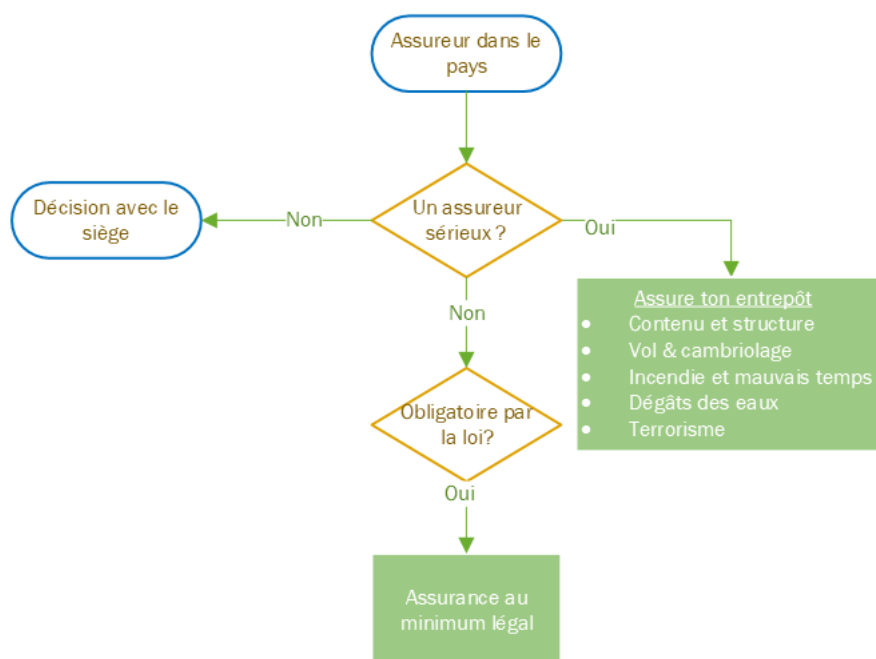 Assureur dans le
pays
Un assureur
sérieux ?
Décision avec le
siège
Non
Oui
Assure ton entrepôt
• Contenu et structure
• Vol & cambriolage
• Incendie et mauvais temps
• Dégâts des eaux
• Terrorisme
Non
Obligatoire par
la loi?
Oui
Assurance au
minimum légal